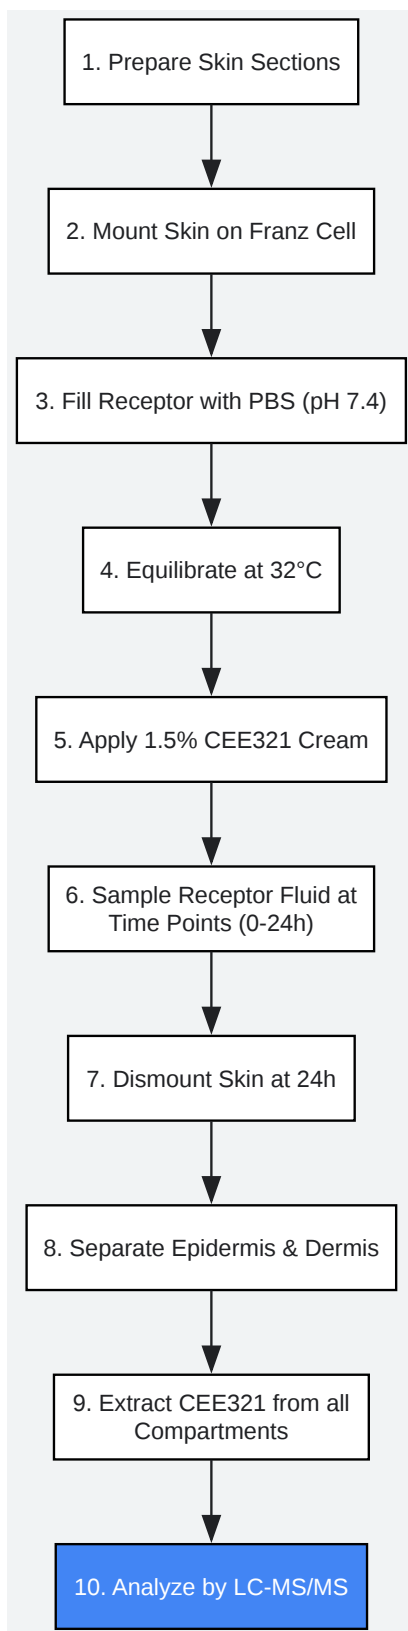 1. Prepare Skin Sections
2. Mount Skin on Franz Cell
3. Fill Receptor with PBS (pH 7.4)
4. Equilibrate at 32°C
5. Apply 1.5% CEE321 Cream
6. Sample Receptor Fluid at
Time Points (0-24h)
7. Dismount Skin at 24h
8. Separate Epidermis & Dermis
9. Extract CEE321 from all
Compartments
10. Analyze by LC-MS/MS